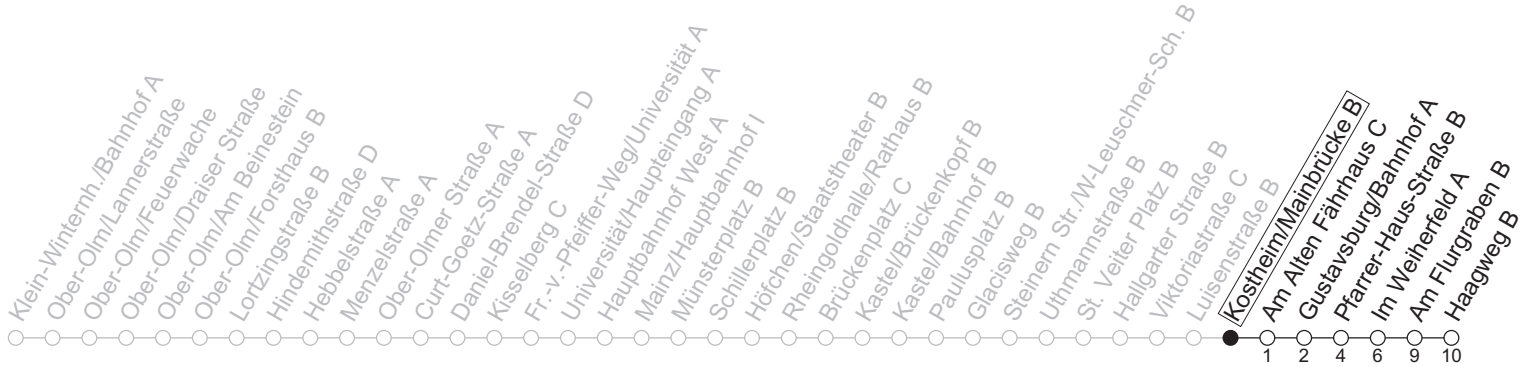 Klein-Winternh./Bahnhof A
Ober-Olm/Lannerstraße
Ober-Olm/Feuerwache
Ober-Olm/Draiser Straße
Ober-Olm/Am Beinestein
Ober-Olm/Forsthaus B
Lortzingstraße B
Hindemithstraße D
Hebbelstraße A
Menzelstraße A
Ober-Olmer Straße A
Curt-Goetz-Straße A
Daniel-Brendel-Straße D
Kisselberg C
Fr.-v.-Pfeiffer-Weg/Universität A
Universität/Haupteingang A
Hauptbahnhof West A
Mainz/Hauptbahnhof I
Münsterplatz B
Schillerplatz B
Höfchen/Staatstheater B
Rheingoldhalle/Rathaus B
Brückenplatz C
Kastel/Brückenkopf B
Kastel/Bahnhof B
Paulusplatz B
Glacisweg B
Steinern Str./W-Leuschner-Sch. B
Uthmannstraße B
St. Veiter Platz B
Hallgarter Straße B
Viktoriastraße C
Luisenstraße B
Kostheim/Mainbrücke B
Am Alten Fährhaus C
Gustavsburg/Bahnhof A
Pfarrer-Haus-Straße B
Im Weiherfeld A
Am Flurgraben B
Haagweg B
1 2 4 6 9 10